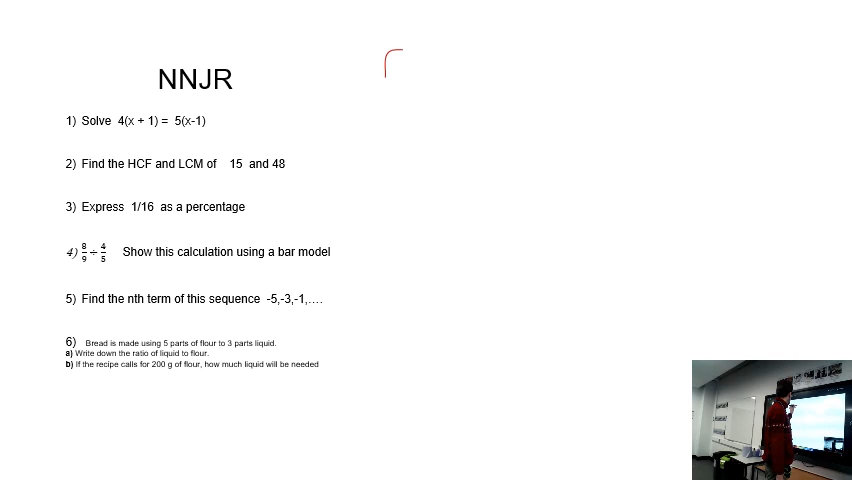 NNJR
1) Solve 4(x + 1) = 5(x-1)
2) Find the HCF and LCM of 15 and 48
3) Express 1/16 as a percentage
4) 8/9 ÷ 4/5 Show this calculation using a bar model
5) Find the nth term of this sequence -5,-3,-1,….
6) Bread is made using 5 parts of flour to 3 parts liquid.
a) Write down the ratio of liquid to flour.
b) If the recipe calls for 200 g of flour, how much liquid will be needed